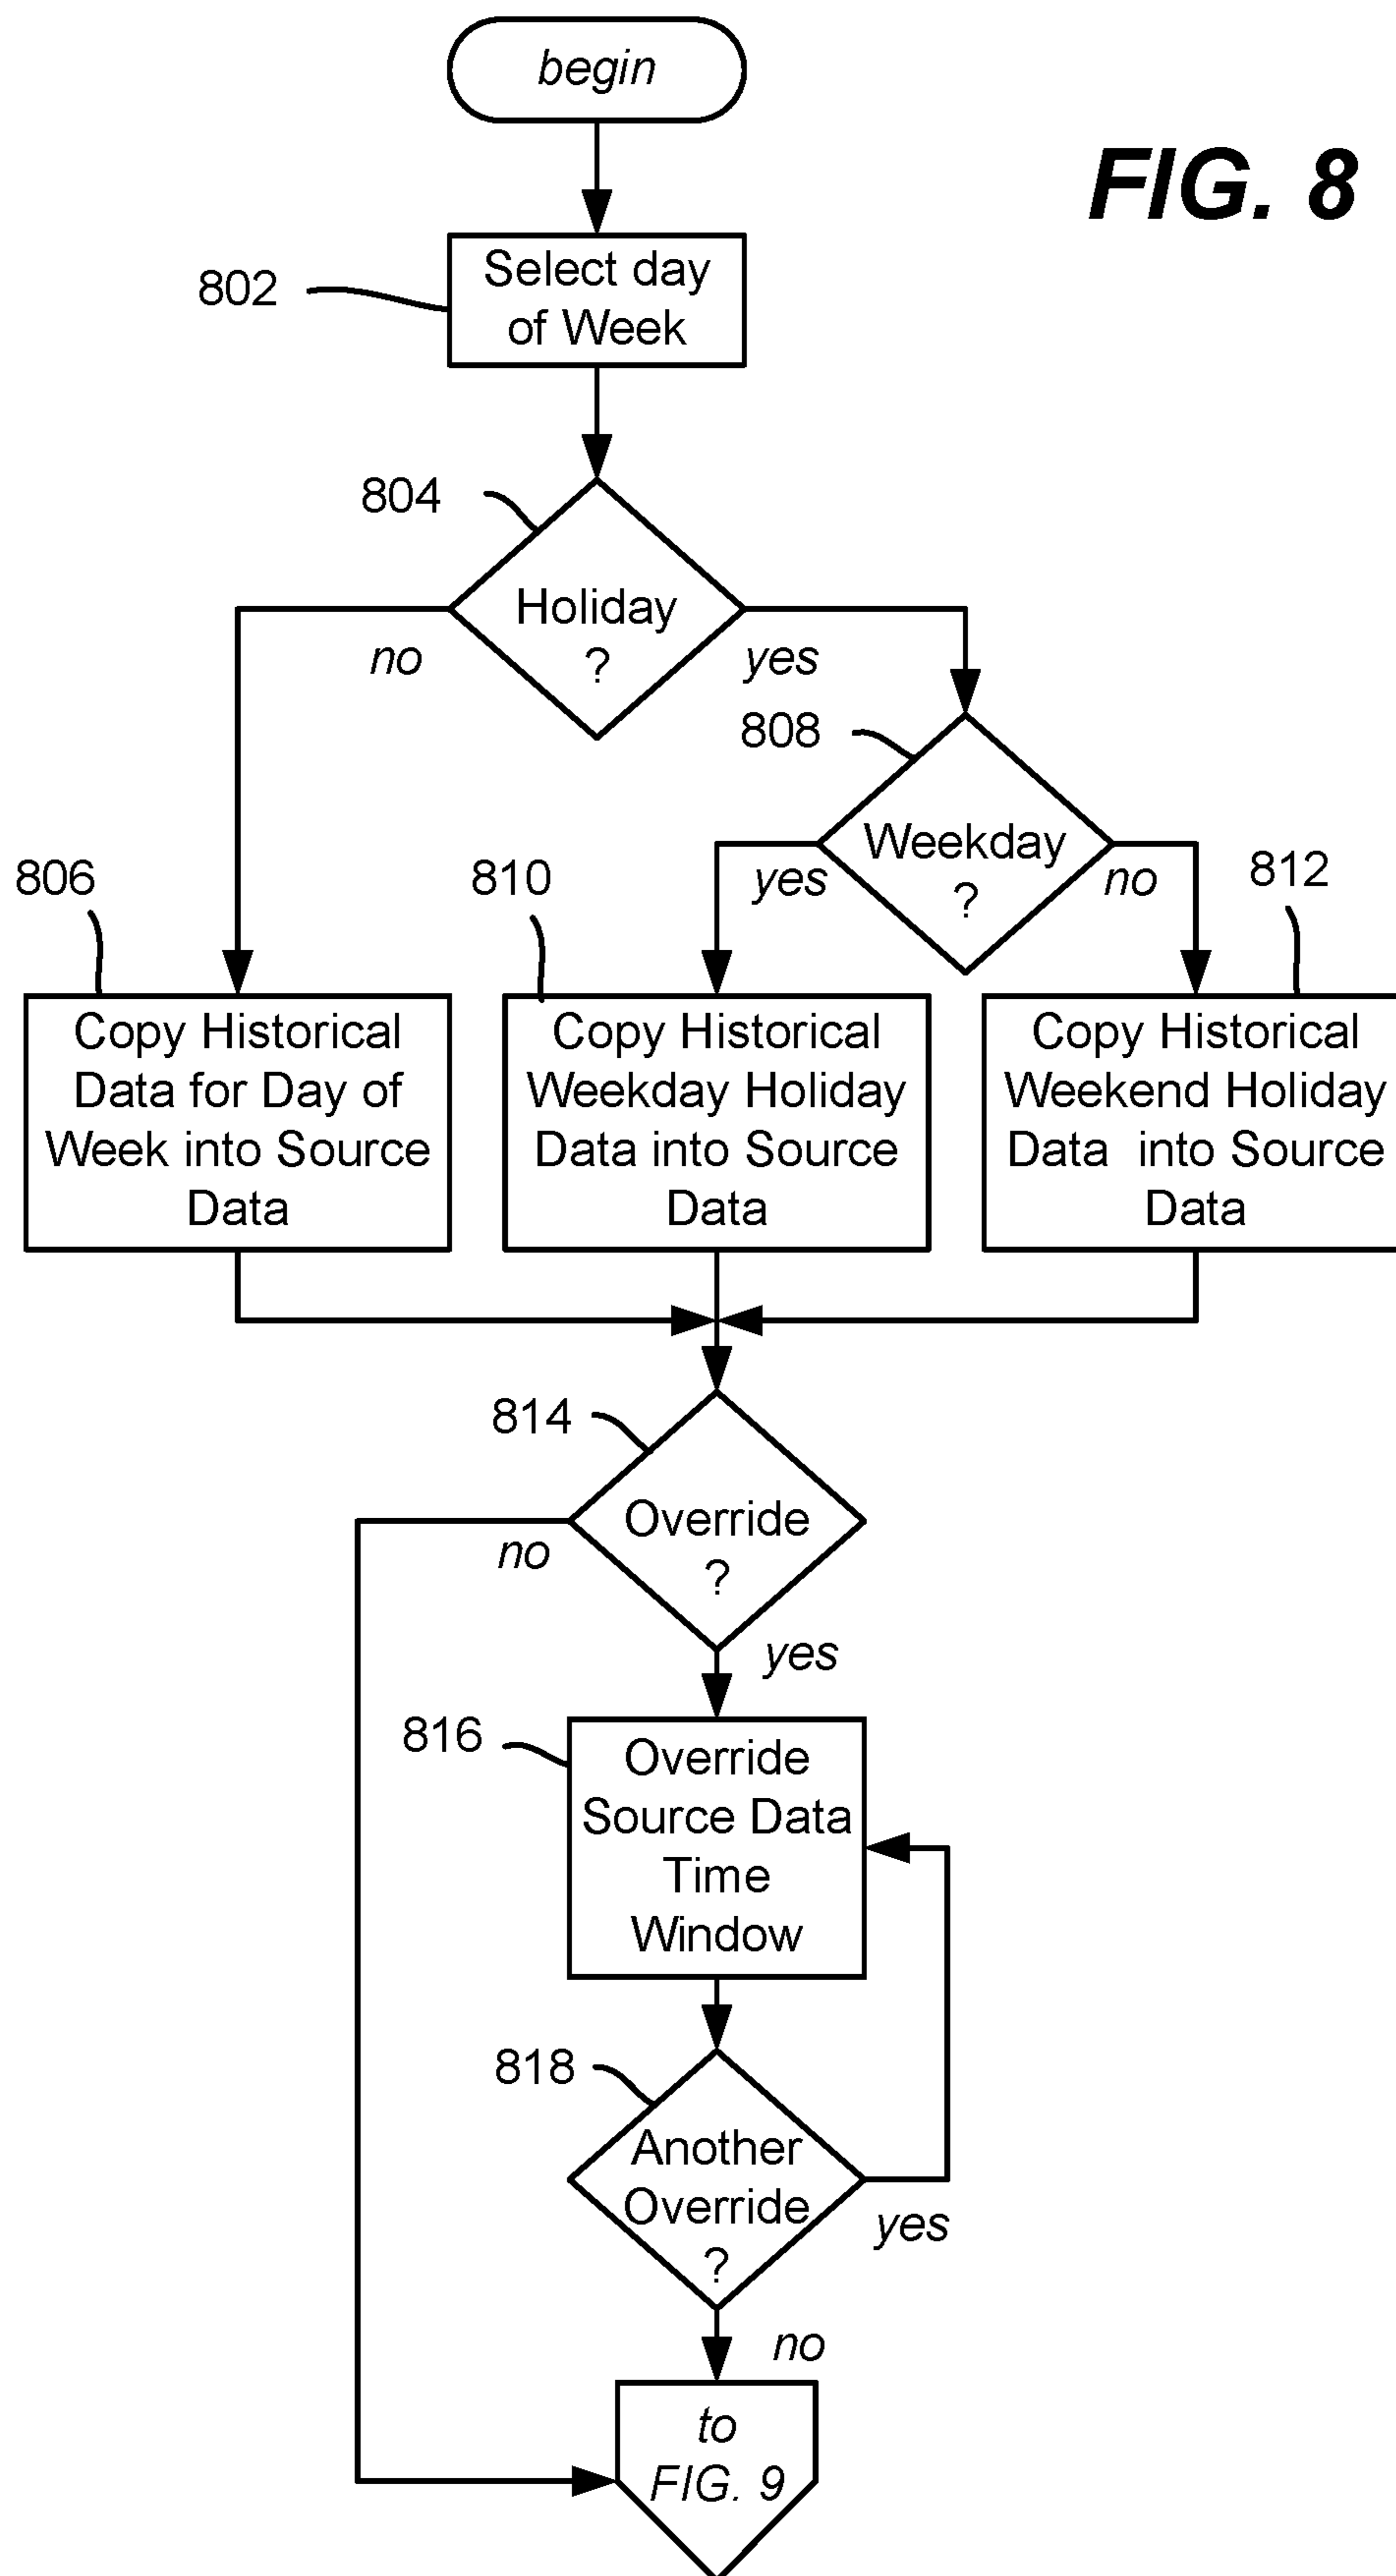 begin
FIG. 8
802
Select day
of Week
804
Holiday
?
no
yes
808
Weekday
?
yes
no
806
810
812
Copy Historical
Data for Day of
Week into Source
Data
Copy Historical
Weekday Holiday
Data into Source
Data
Copy Historical
Weekend Holiday
Data into Source
Data
814
Override
?
no
yes
816
Override
Source Data
Time
Window
818
Another
Override
?
yes
no
to
FIG. 9